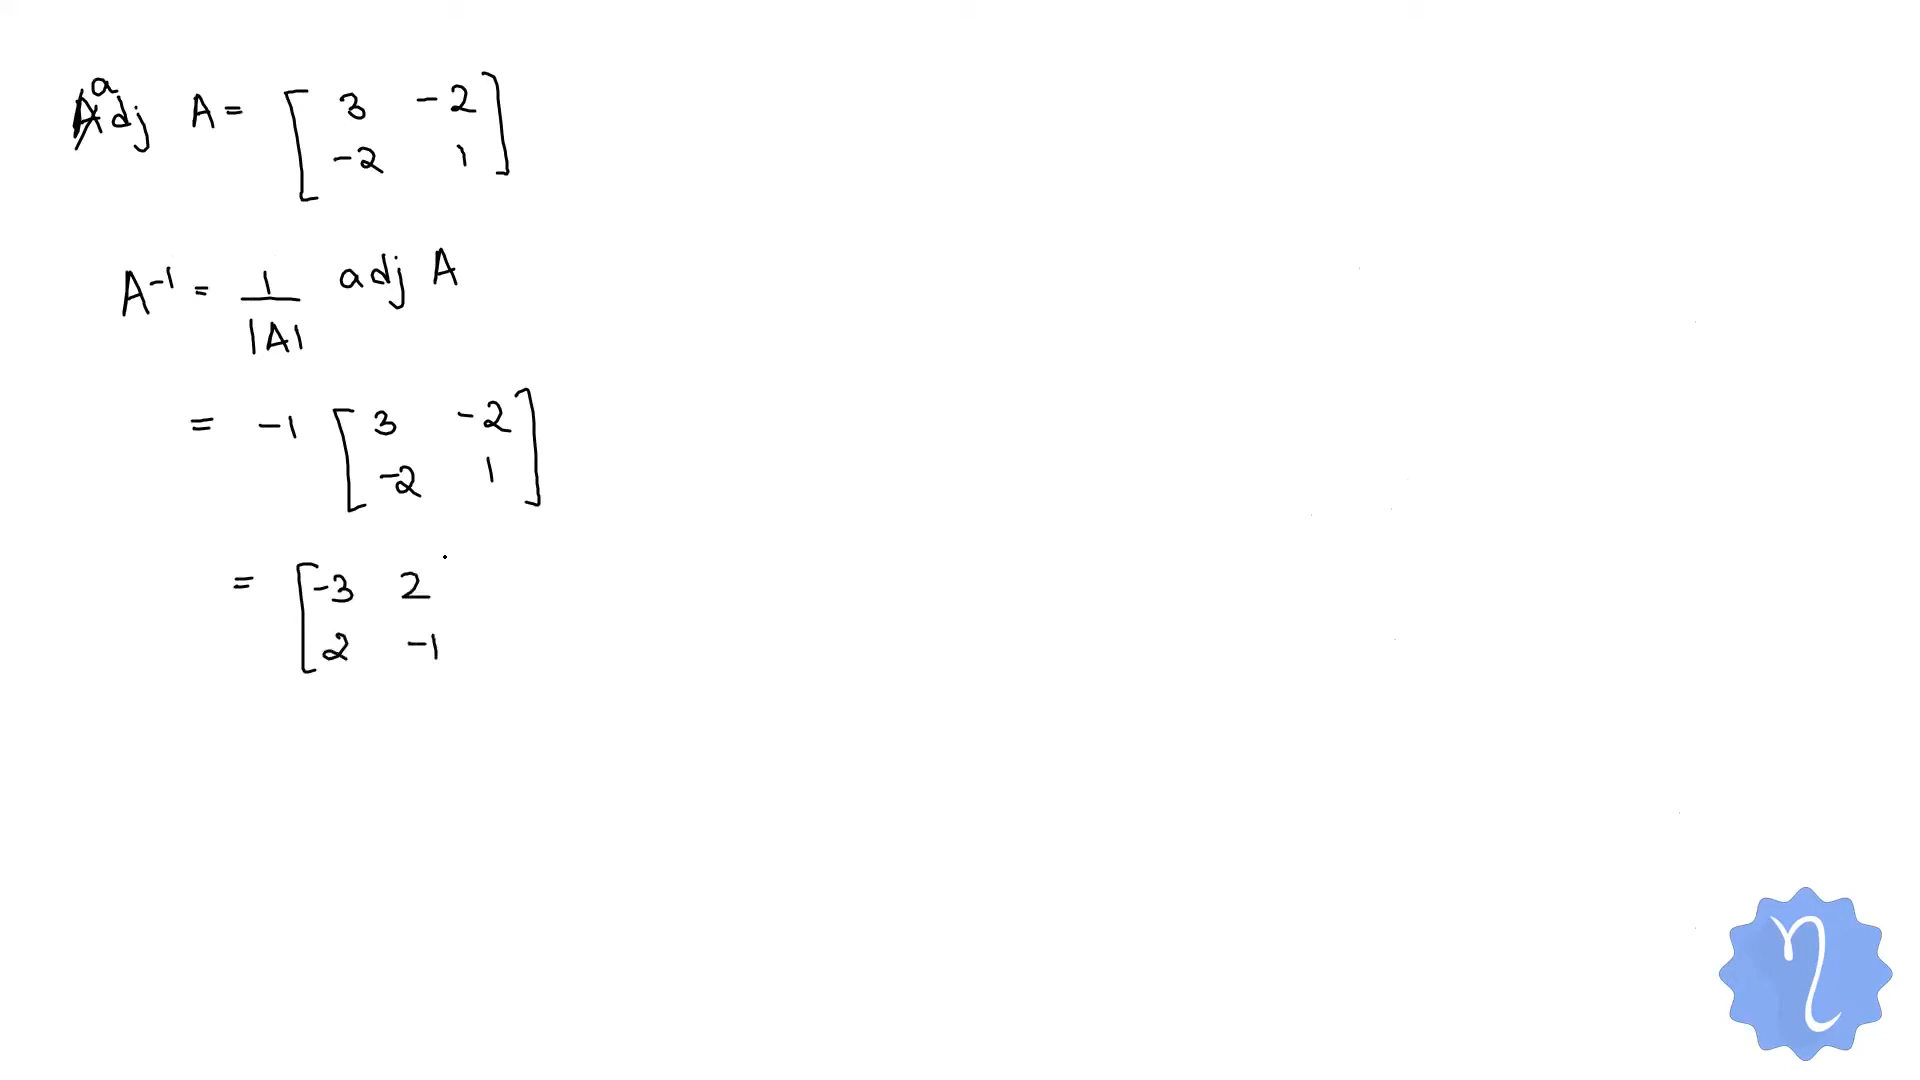 adj A = [ 3 -2
-2 1 ]
A⁻¹ = 1/|A| adj A
= -1 [ 3 -2
-2 1 ]
= [ -3 2
2 -1